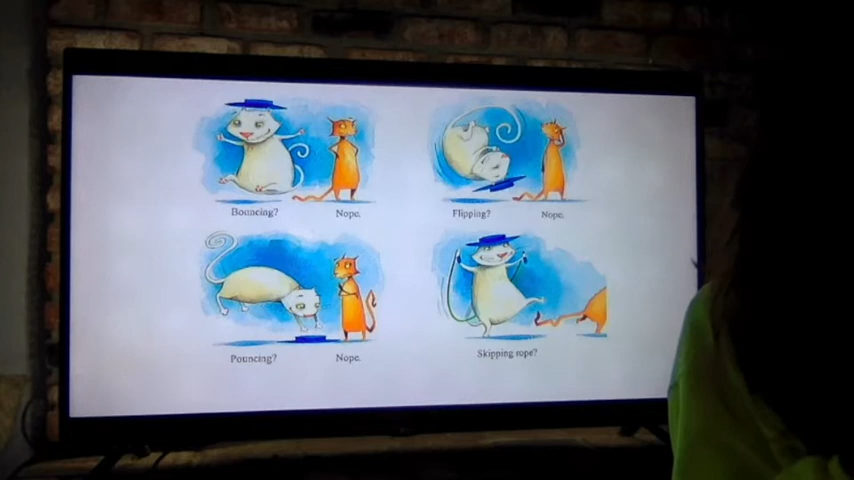 Bouncing? Nope.
Flipping? Nope.
Pouncing? Nope.
Skipping rope?